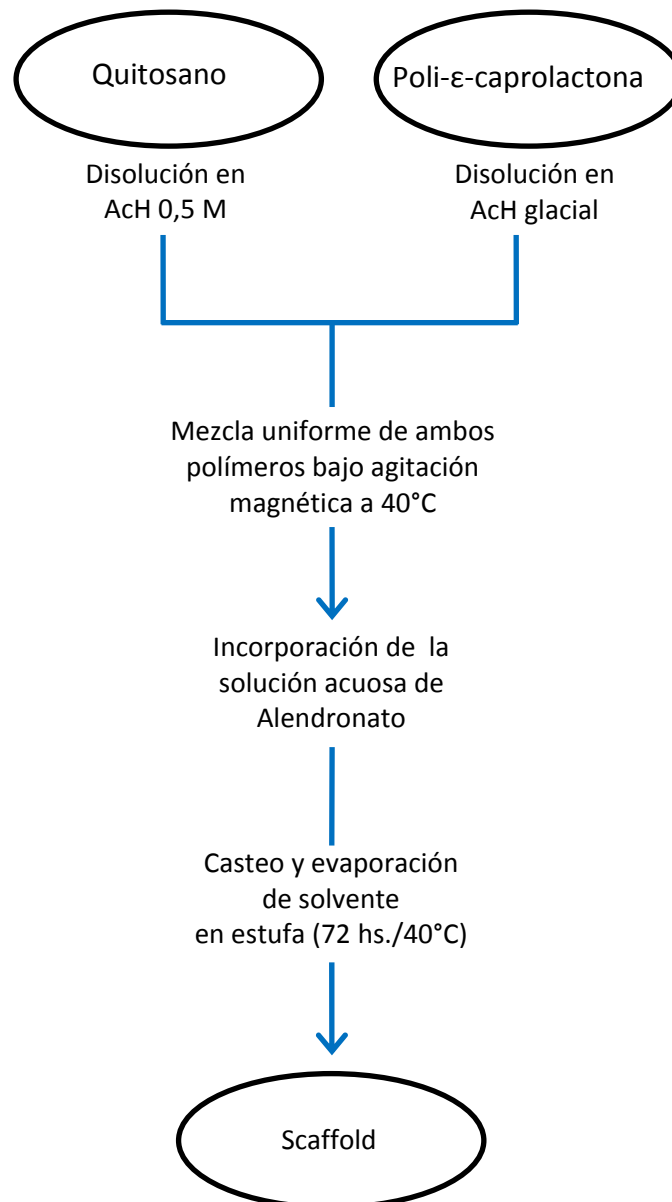 Quitosano
Poli-ε-caprolactona
Disolución en
AcH 0,5 M
Disolución en
AcH glacial
Mezcla uniforme de ambos
polímeros bajo agitación
magnética a 40°C
Incorporación de  la
solución acuosa de
Alendronato
Casteo y evaporación
de solvente
en estufa (72 hs./40°C)
Scaffold